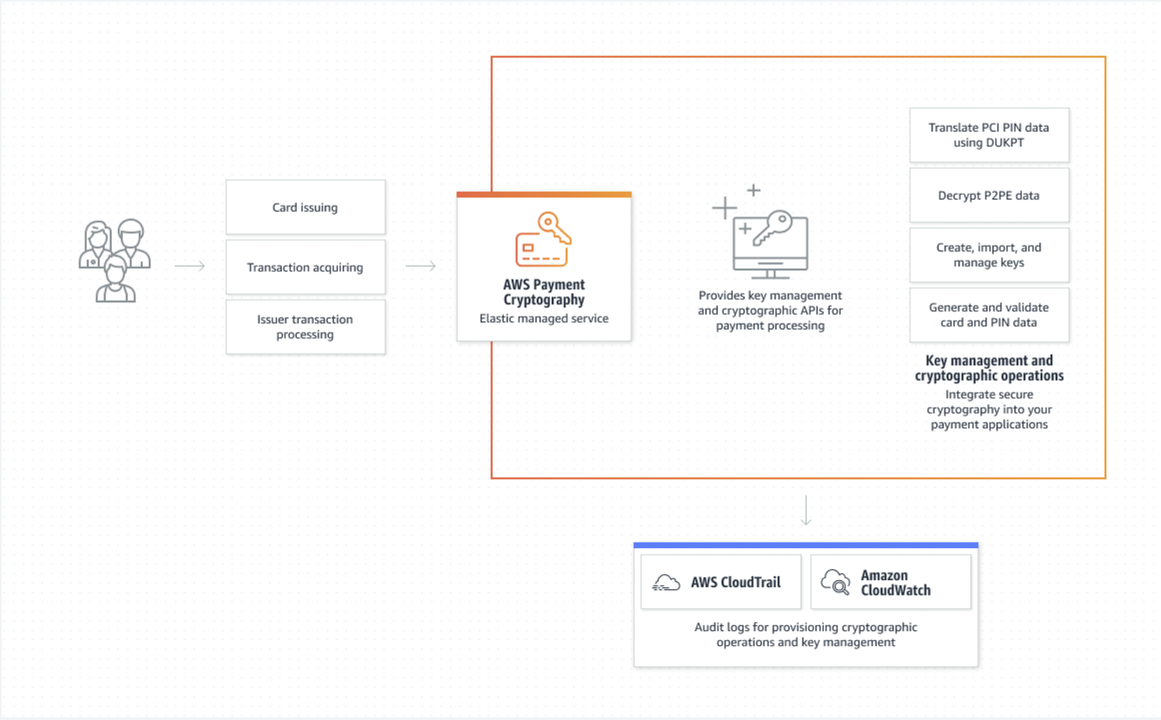 Card issuing
Transaction acquiring
Issuer transaction
processing
AWS Payment
Cryptography
Elastic managed service
Provides key management
and cryptographic APIs for
payment processing
Translate PCI PIN data
using DUKPT
Decrypt P2PE data
Create, import, and
manage keys
Generate and validate
card and PIN data
Key management and
cryptographic operations
Integrate secure
cryptography into your
payment applications
AWS CloudTrail
Amazon
CloudWatch
Audit logs for provisioning cryptographic
operations and key management